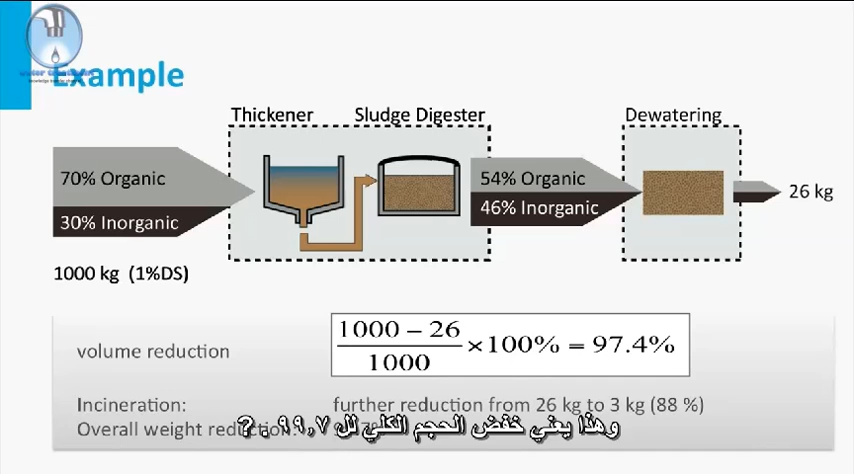 Example
Thickener Sludge Digester Dewatering
70% Organic
30% Inorganic
54% Organic
46% Inorganic
26 kg
1000 kg (1%DS)
volume reduction
1000 − 26 / 1000 ×100% = 97.4%
Incineration: further reduction from 26 kg to 3 kg (88 %)
Overall weight reduction:
وهذا يعني خفض الحجم الكلي لل ٩٩,٧ . ?